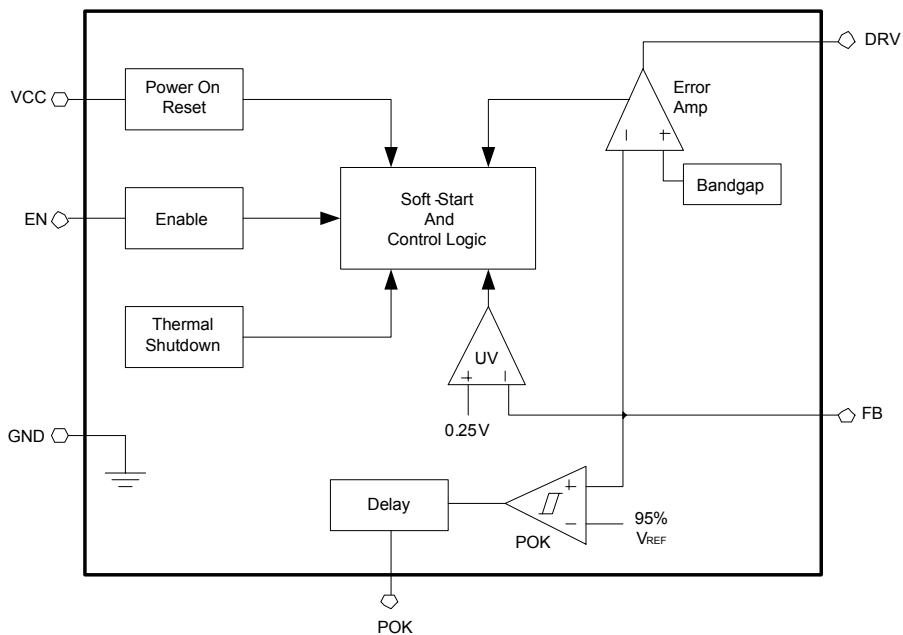 DRV
VCC
Power On
Reset
Error
Amp
Bandgap
EN
Enable
Soft-Start
And
Control Logic
Thermal
Shutdown
UV
0.25V
FB
GND
Delay
POK
95%
VREF
POK